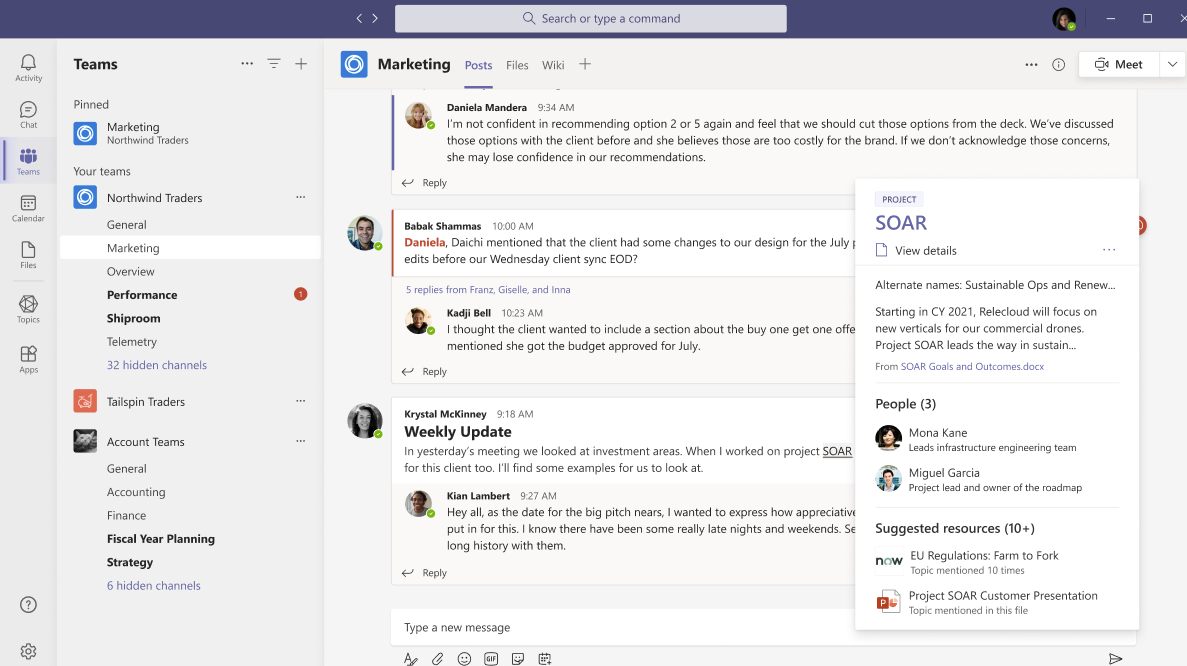 Search or type a command
Activity
Chat
Teams
Calendar
Files
Topics
Apps
Teams
Pinned
Marketing
Northwind Traders
Your teams
Northwind Traders
General
Marketing
Overview
Performance
1
Shiproom
Telemetry
32 hidden channels
Tailspin Traders
Account Teams
General
Accounting
Finance
Fiscal Year Planning
Strategy
6 hidden channels
Marketing Posts Files Wiki
Meet
Daniela Mandera 9:34 AM
I'm not confident in recommending option 2 or 5 again and feel that we should cut those options from the deck. We've discussed
those options with the client before and she believes those are too costly for the brand. If we don't acknowledge those concerns,
she may lose confidence in our recommendations.
Reply
Babak Shammas 10:00 AM
Daniela, Daichi mentioned that the client had some changes to our design for the July
edits before our Wednesday client sync EOD?
5 replies from Franz, Giselle, and Inna
Kadji Bell 10:23 AM
I thought the client wanted to include a section about the buy one get one offe
mentioned she got the budget approved for July.
Reply
Krystal McKinney 9:18 AM
Weekly Update
In yesterday's meeting we looked at investment areas. When I worked on project SOAR
for this client too. I'll find some examples for us to look at.
Kian Lambert 9:27 AM
Hey all, as the date for the big pitch nears, I wanted to express how appreciative
put in for this. I know there have been some really late nights and weekends. Se
long history with them.
Reply
Type a new message
GIF
PROJECT
SOAR
View details
Alternate names: Sustainable Ops and Renew...
Starting in CY 2021, Relecloud will focus on
new verticals for our commercial drones.
Project SOAR leads the way in sustain...
From SOAR Goals and Outcomes.docx
People (3)
Mona Kane
Leads infrastructure engineering team
Miguel Garcia
Project lead and owner of the roadmap
Suggested resources (10+)
now
EU Regulations: Farm to Fork
Topic mentioned 10 times
P
Project SOAR Customer Presentation
Topic mentioned in this file